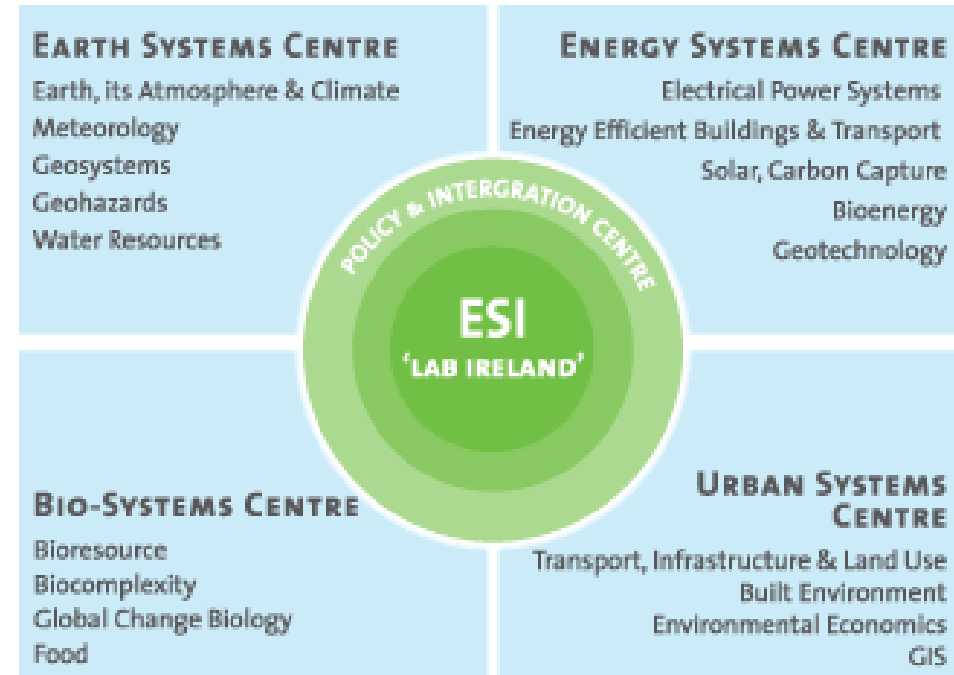 EARTH SYSTEMS CENTRE
Earth, its Atmosphere & Climate
Meteorology
Geosystems
Geohazards
Water Resources
ENERGY SYSTEMS CENTRE
Electrical Power Systems
Energy Efficient Buildings & Transport
Solar, Carbon Capture
Bioenergy
Geotechnology
POLICY & INTERGRATION CENTRE
ESI
‘LAB IRELAND’
BIO-SYSTEMS CENTRE
Bioresource
Biocomplexity
Global Change Biology
Food
URBAN SYSTEMS
CENTRE
Transport, Infrastructure & Land Use
Built Environment
Environmental Economics
GIS